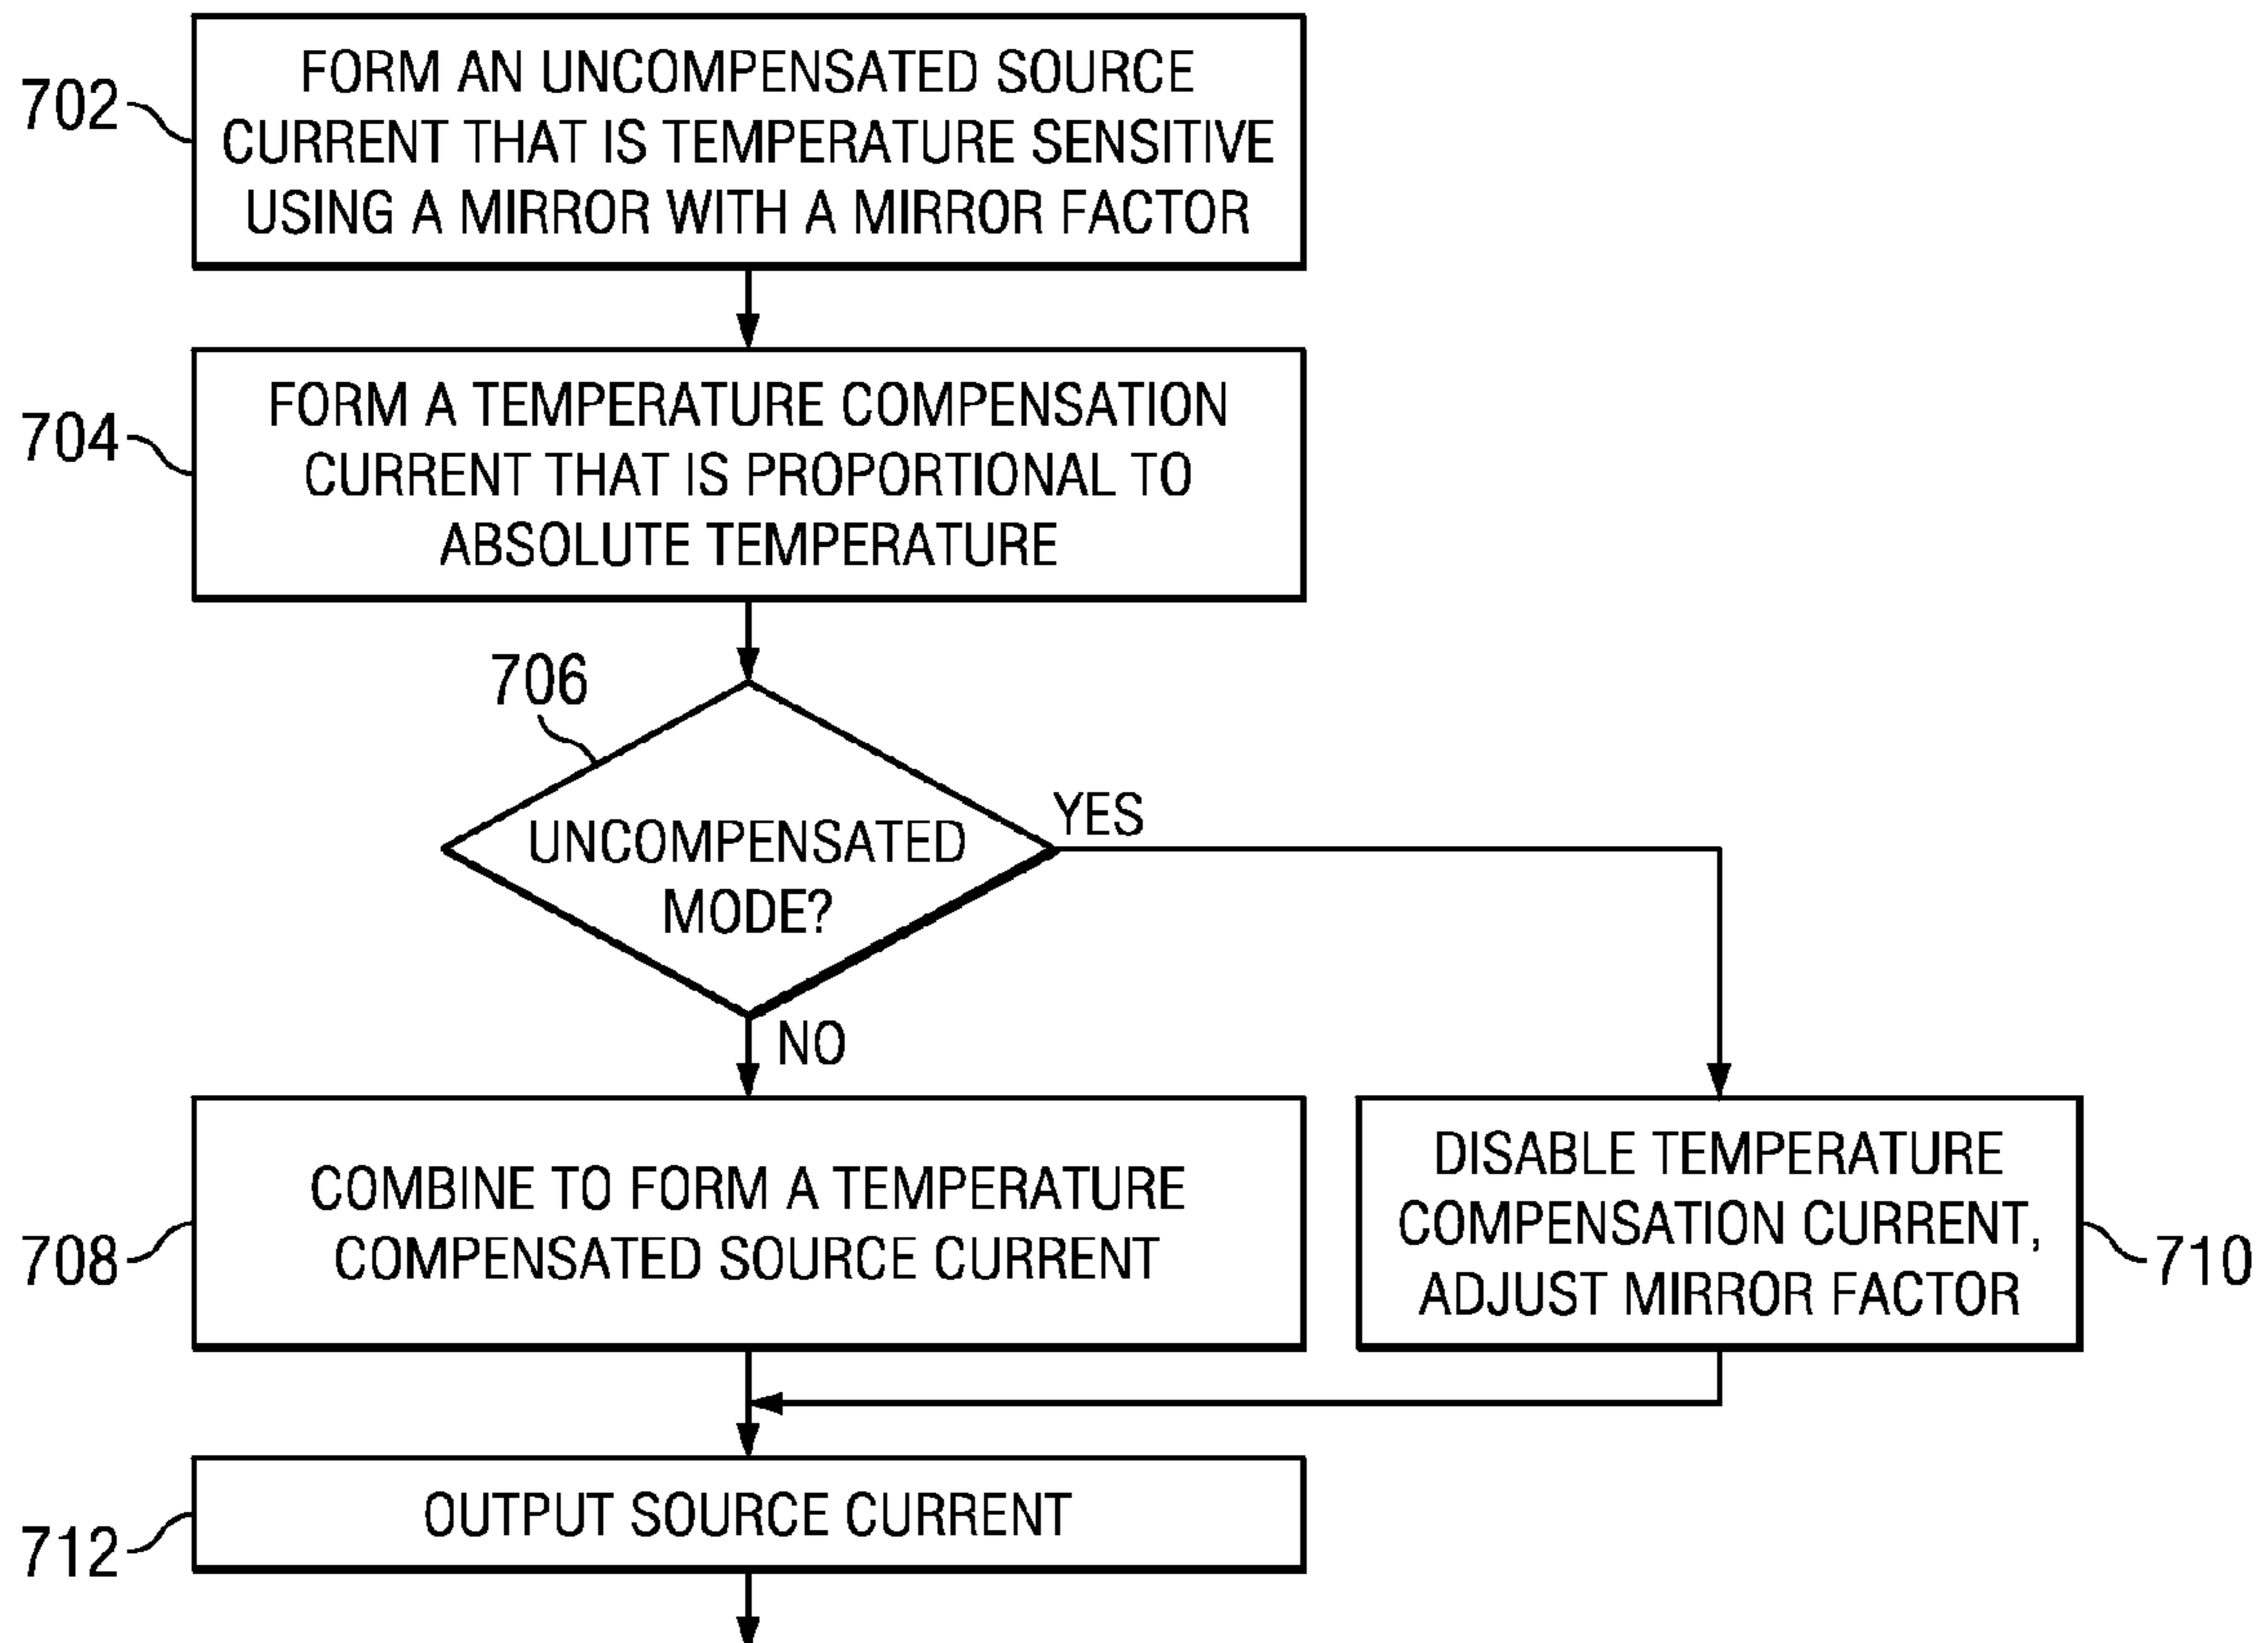 702
FORM AN UNCOMPENSATED SOURCE
CURRENT THAT IS TEMPERATURE SENSITIVE
USING A MIRROR WITH A MIRROR FACTOR
704
FORM A TEMPERATURE COMPENSATION
CURRENT THAT IS PROPORTIONAL TO
ABSOLUTE TEMPERATURE
706
UNCOMPENSATED
MODE?
YES
NO
708
COMBINE TO FORM A TEMPERATURE
COMPENSATED SOURCE CURRENT
DISABLE TEMPERATURE
COMPENSATION CURRENT,
ADJUST MIRROR FACTOR
710
712
OUTPUT SOURCE CURRENT